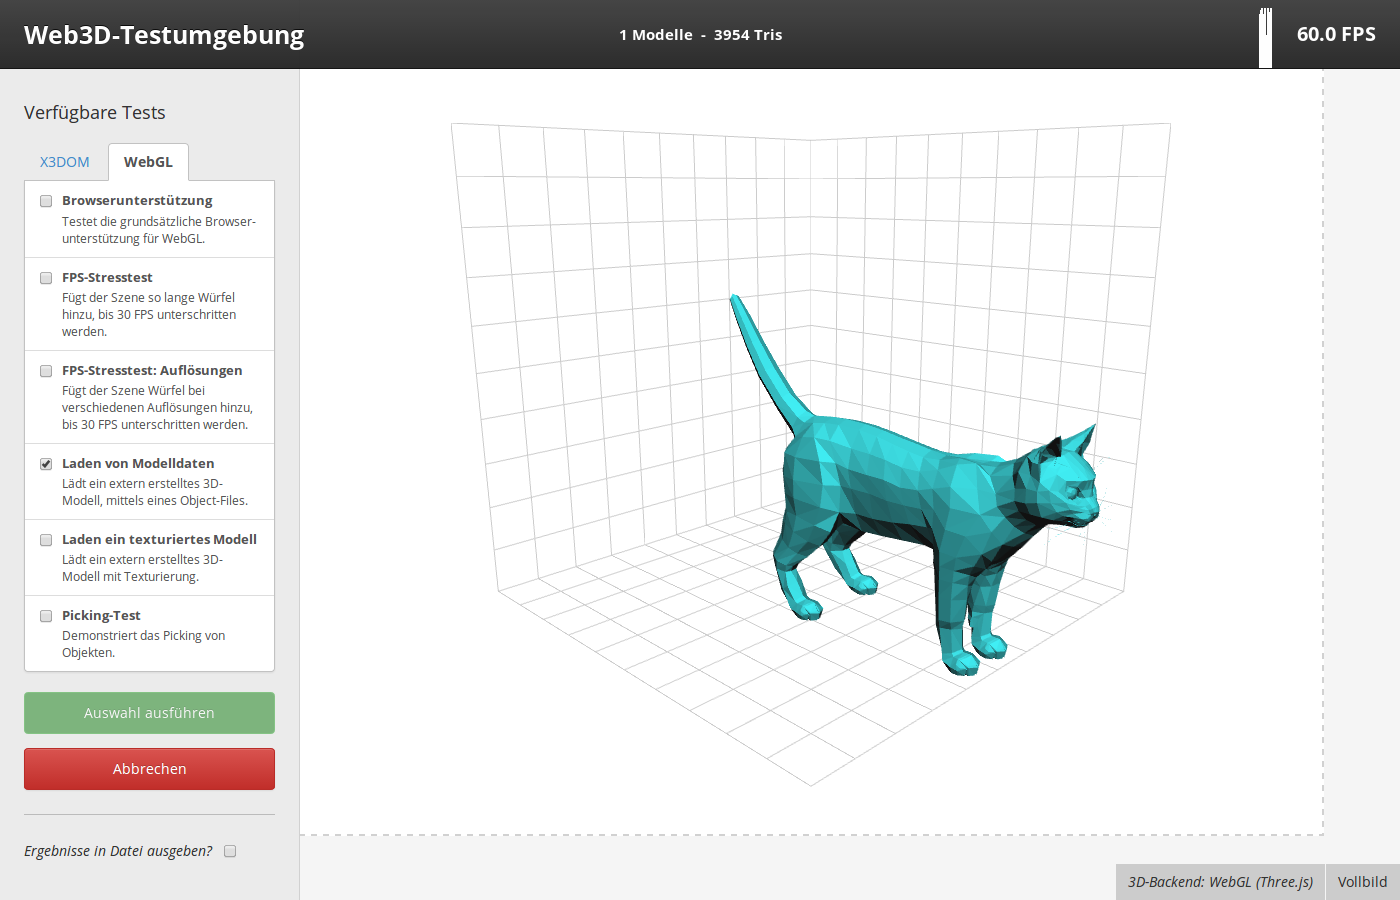 Web3D-Testumgebung
1 Modelle - 3954 Tris
60.0 FPS
Verfügbare Tests
X3DOM
WebGL
Browserunterstützung
Testet die grundsätzliche Browser-
unterstützung für WebGL.
FPS-Stresstest
Fügt der Szene so lange Würfel
hinzu, bis 30 FPS unterschritten
werden.
FPS-Stresstest: Auflösungen
Fügt der Szene Würfel bei
verschiedenen Auflösungen hinzu,
bis 30 FPS unterschritten werden.
Laden von Modelldaten
Lädt ein extern erstelltes 3D-
Modell, mittels eines Object-Files.
Laden ein texturiertes Modell
Lädt ein extern erstelltes 3D-
Modell mit Texturierung.
Picking-Test
Demonstriert das Picking von
Objekten.
Auswahl ausführen
Abbrechen
Ergebnisse in Datei ausgeben?
3D-Backend: WebGL (Three.js)
Vollbild